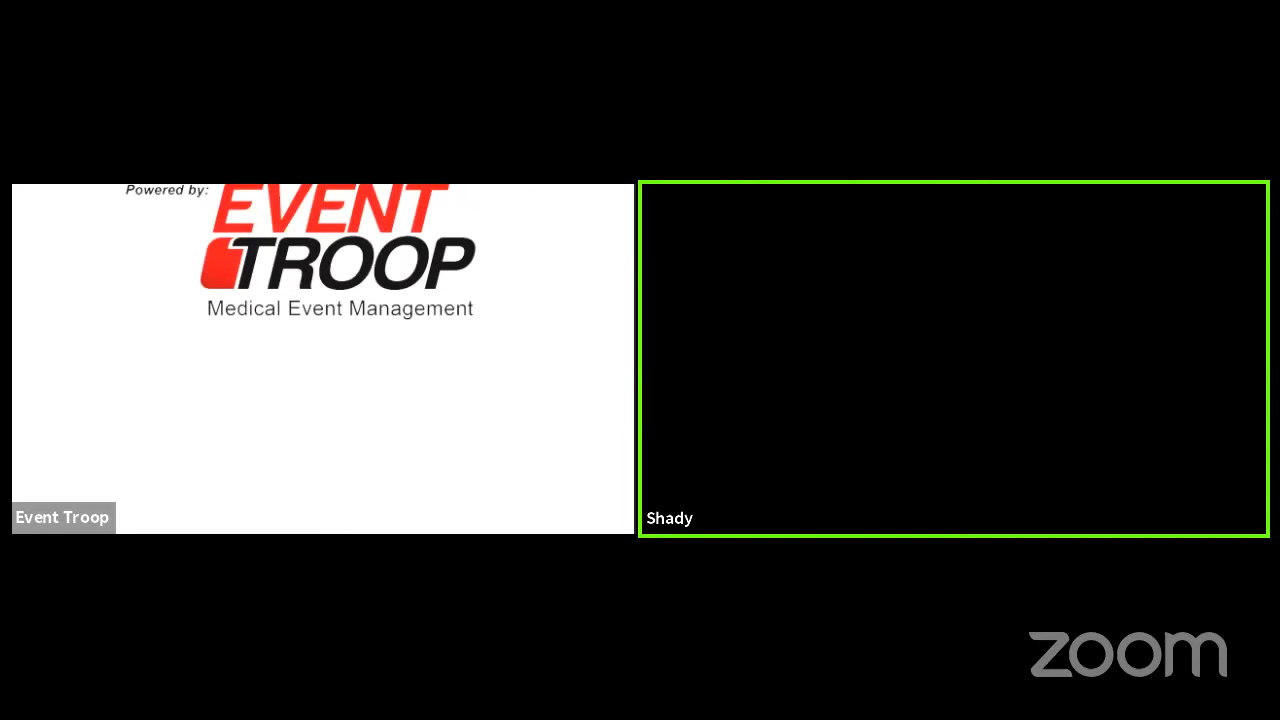 Powered by:
EVENT
TROOP
Medical Event Management
Event Troop
Shady
zoom